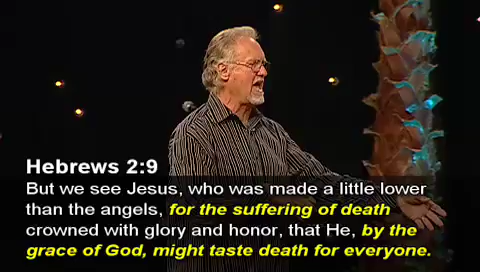 Hebrews 2:9
But we see Jesus, who was made a little lower
than the angels, for the suffering of death
crowned with glory and honor, that He, by the
grace of God, might taste death for everyone.